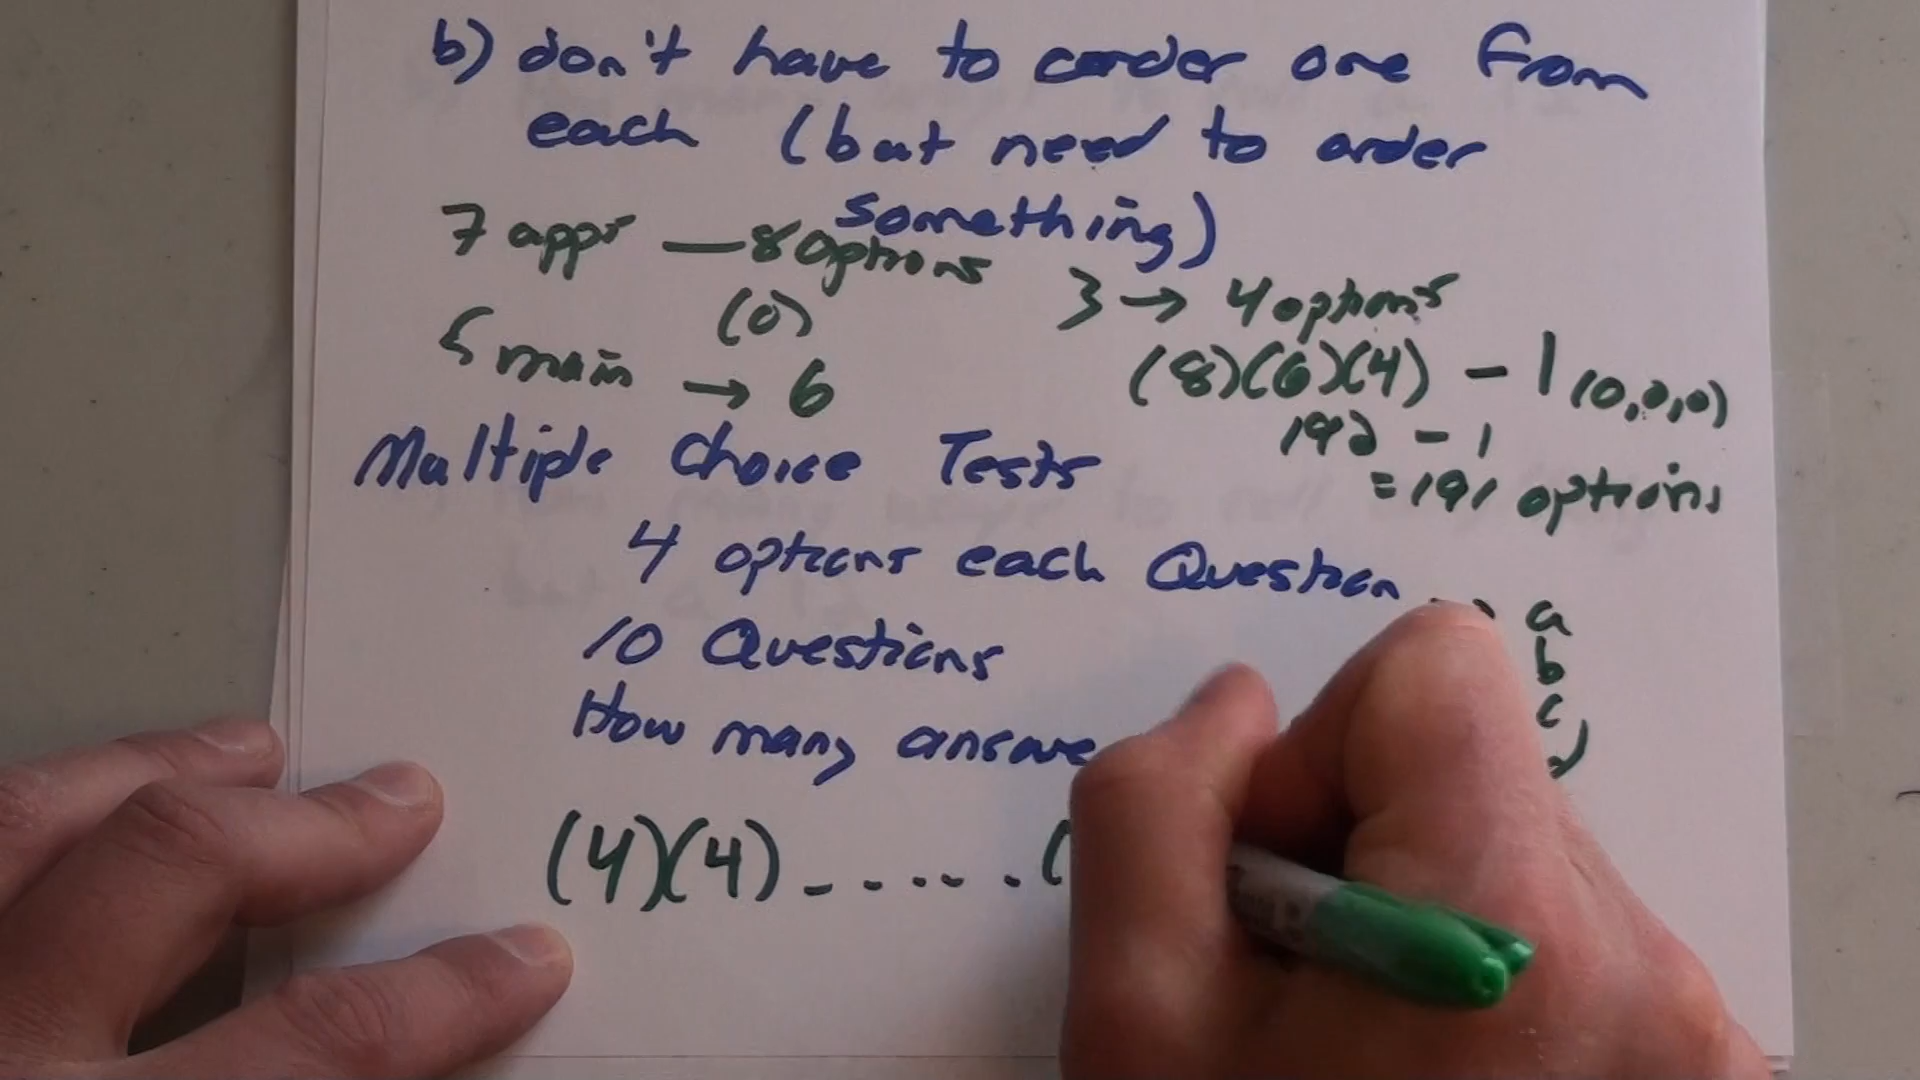 b) don't have to order one from
each (but need to order
something)
7 apps — 8 options
(0)
5 main → 6
3 → 4 options
(8)(6)(4) - 1 (0,0,0)
192 - 1
= 191 options
Multiple Choice Tests
4 options each Question
a
b
c
d
10 Questions
How many answe
(4)(4) - . . - . . (